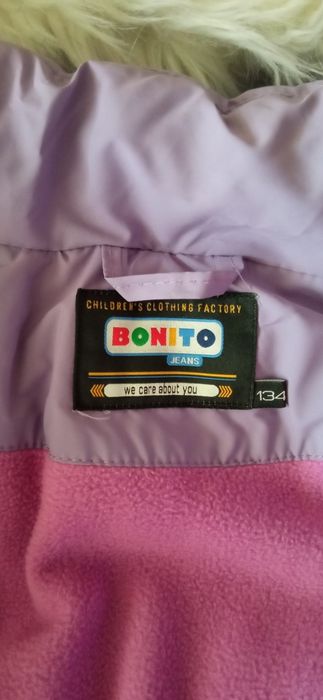 CHILDREN'S CLOTHING FACTORY
BONITO
JEANS
we care about you
134